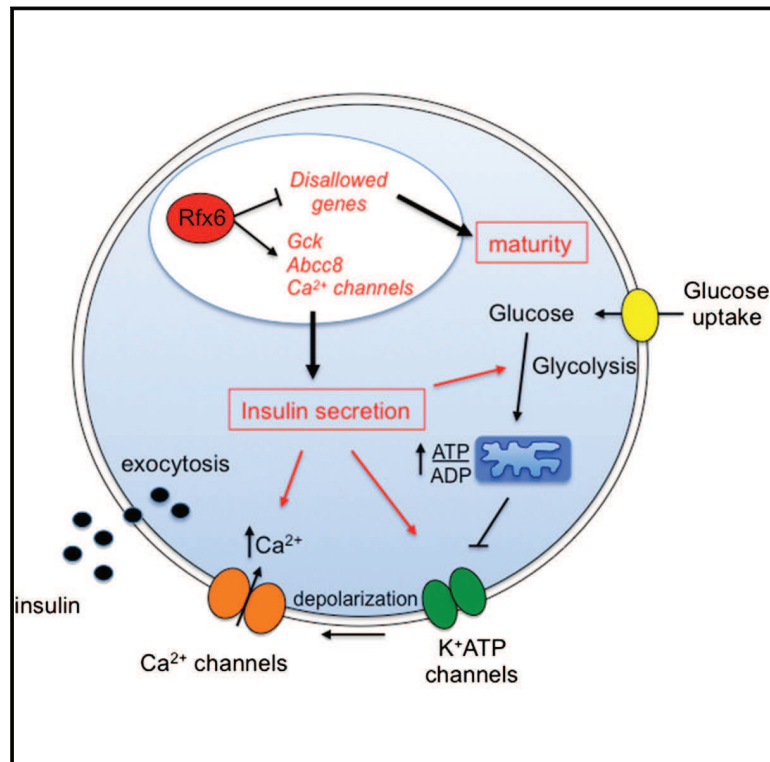 Disallowed
genes
Rfx6
Gck
Abcc8
Ca²⁺ channels
maturity
Glucose
uptake
Glucose
Glycolysis
Insulin secretion
ATP
ADP
exocytosis
Ca²⁺
insulin
depolarization
Ca²⁺ channels
K⁺ATP
channels